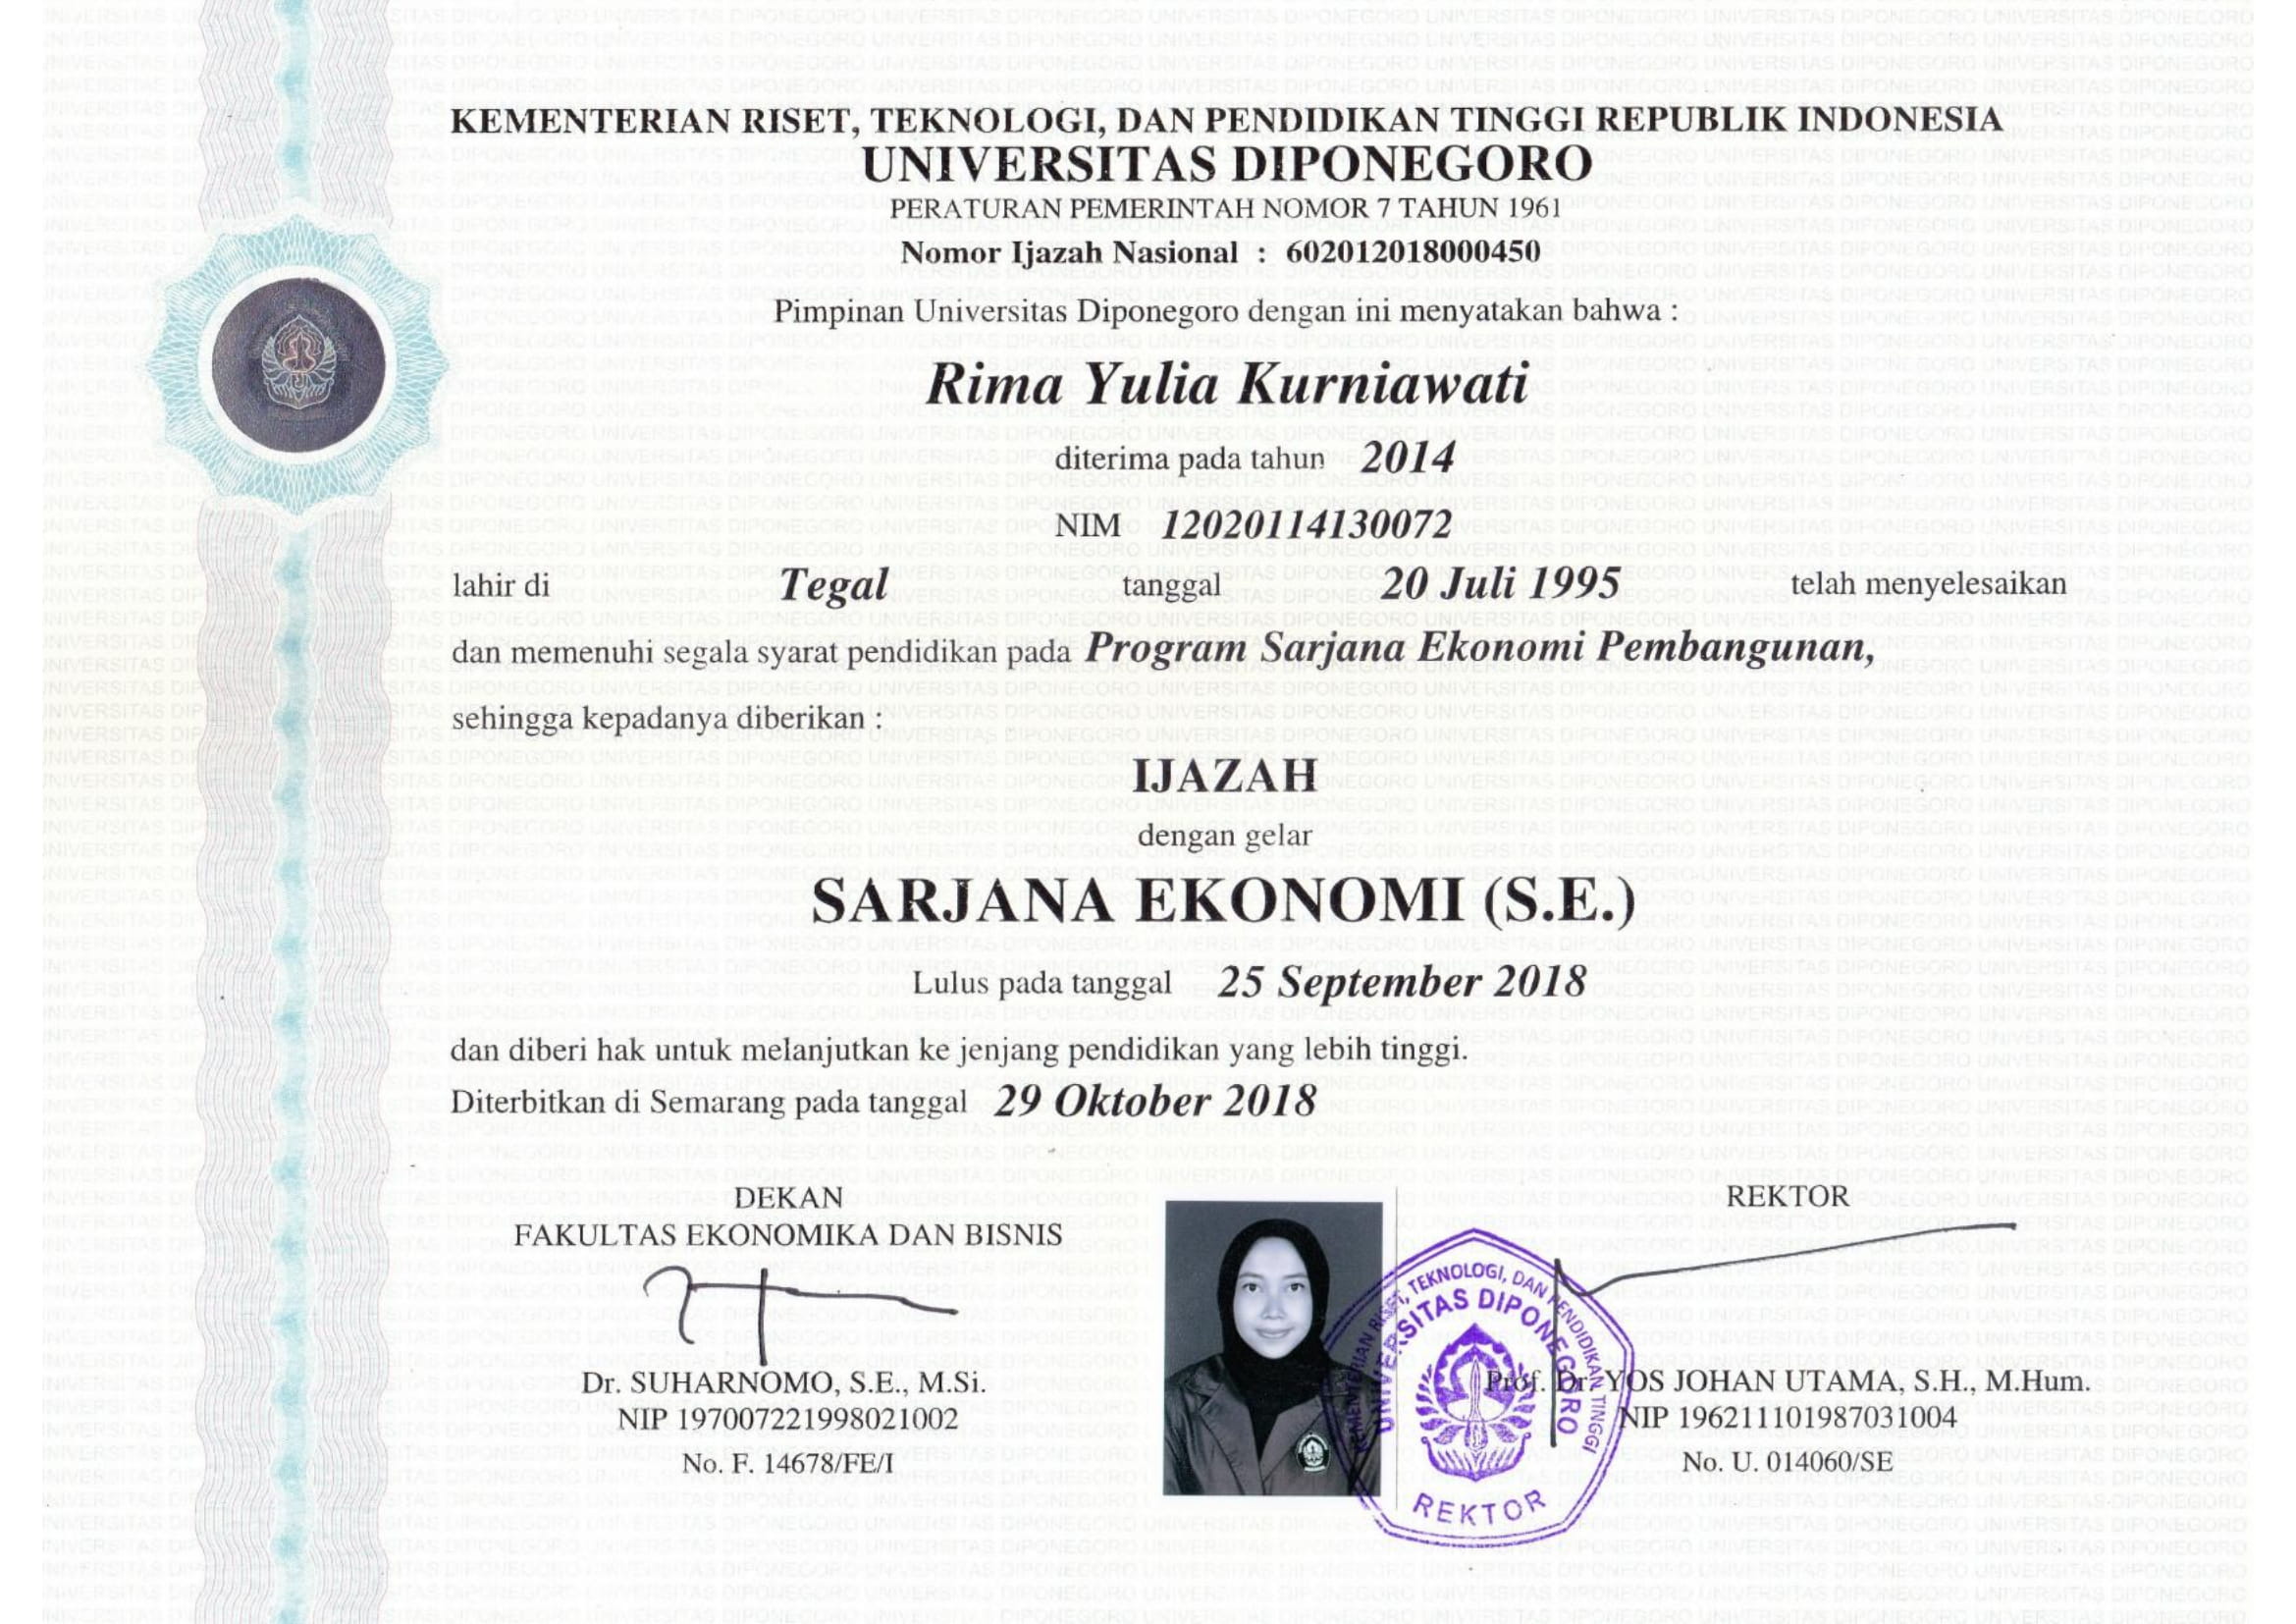 KEMENTERIAN RISET, TEKNOLOGI, DAN PENDIDIKAN TINGGI REPUBLIK INDONESIA
UNIVERSITAS DIPONEGORO
PERATURAN PEMERINTAH NOMOR 7 TAHUN 1961
Nomor Ijazah Nasional : 602012018000450
Pimpinan Universitas Diponegoro dengan ini menyatakan bahwa :
Rima Yulia Kurniawati
diterima pada tahun 2014
NIM 12020114130072
lahir di Tegal tanggal 20 Juli 1995 telah menyelesaikan
dan memenuhi segala syarat pendidikan pada Program Sarjana Ekonomi Pembangunan,
sehingga kepadanya diberikan :
IJAZAH
dengan gelar
SARJANA EKONOMI (S.E.)
Lulus pada tanggal 25 September 2018
dan diberi hak untuk melanjutkan ke jenjang pendidikan yang lebih tinggi.
Diterbitkan di Semarang pada tanggal 29 Oktober 2018
DEKAN
FAKULTAS EKONOMIKA DAN BISNIS
Dr. SUHARNOMO, S.E., M.Si.
NIP 197007221998021002
No. F. 14678/FE/I
REKTOR
Prof. Dr. YOS JOHAN UTAMA, S.H., M.Hum.
NIP 196211101987031004
No. U. 014060/SE
KEMENTERIAN RISET, TEKNOLOGI, DAN PENDIDIKAN TINGGI
UNIVERSITAS DIPONEGORO
REKTOR